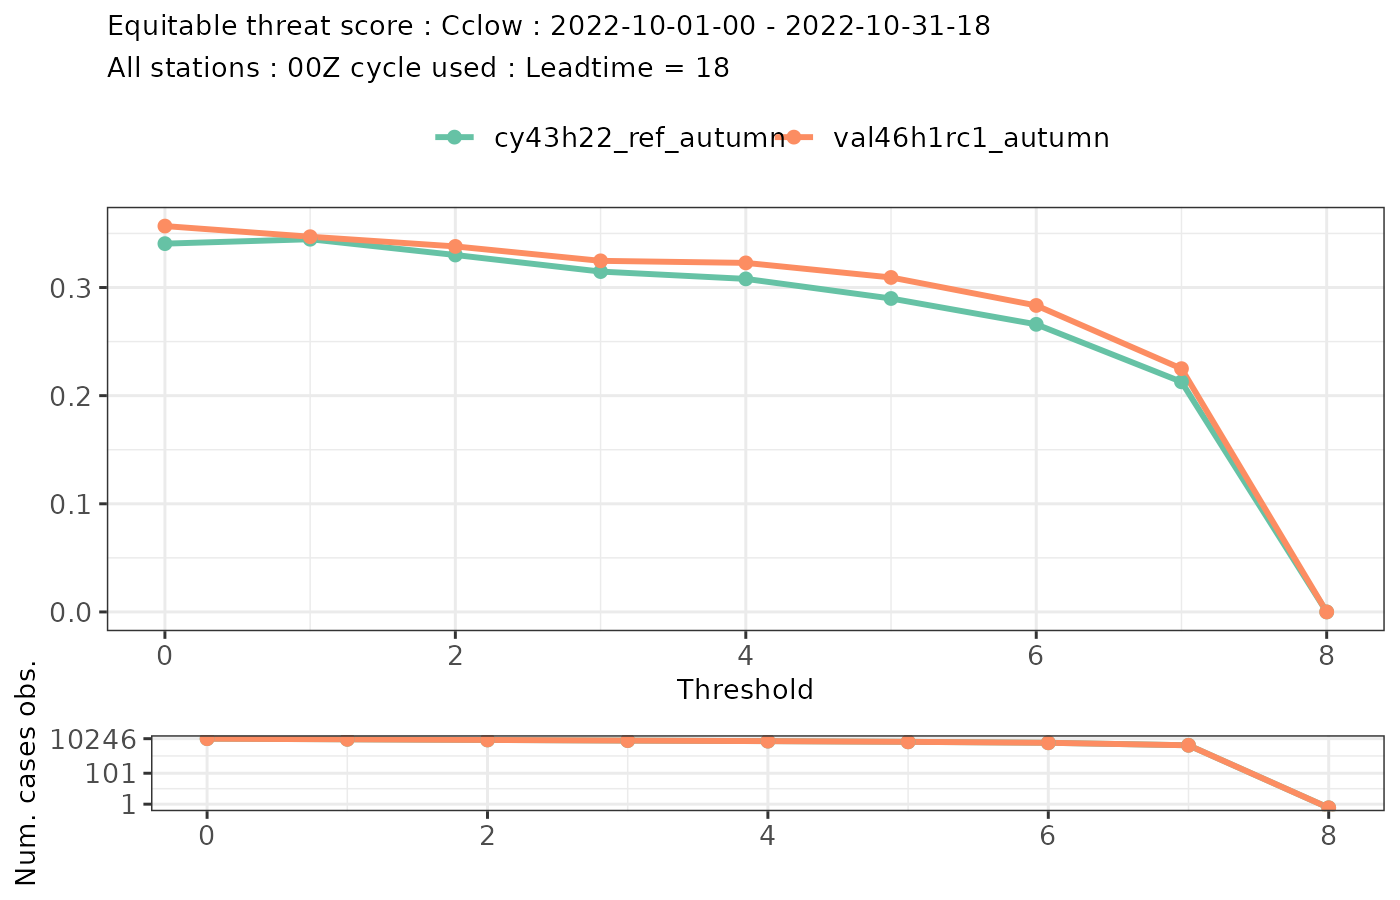 Equitable threat score : Cclow : 2022-10-01-00 - 2022-10-31-18
All stations : 00Z cycle used : Leadtime = 18
cy43h22_ref_autumn val46h1rc1_autumn
0.3
0.2
0.1
0.0
0 2 4 6 8
Threshold
Num. cases obs.
10246
101
1
0 2 4 6 8